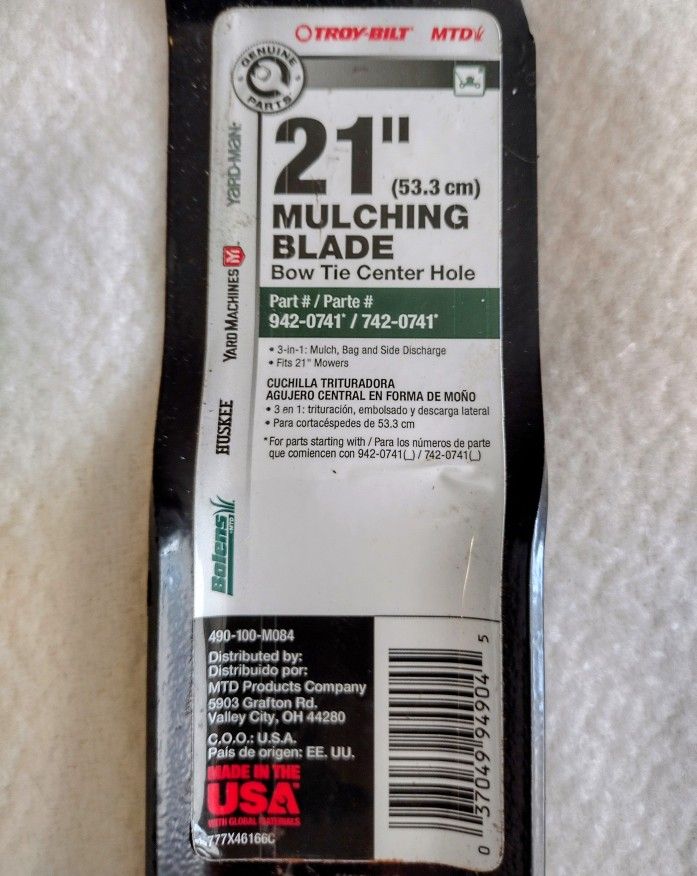 TROY-BILT MTD
GENUINE PARTS
21"
(53.3 cm)
MULCHING
BLADE
Bow Tie Center Hole
Part # / Parte #
942-0741* / 742-0741*
• 3-in-1: Mulch, Bag and Side Discharge
• Fits 21" Mowers
CUCHILLA TRITURADORA
AGUJERO CENTRAL EN FORMA DE MOÑO
• 3 en 1: trituración, embolsado y descarga lateral
• Para cortacéspedes de 53.3 cm
*For parts starting with / Para los números de parte
que comiencen con 942-0741(_) / 742-0741(_)
YARD-MAN
YARD MACHINES M
HUSKEE
Bolens
MTD
490-100-M084
Distributed by:
Distribuido por:
MTD Products Company
5903 Grafton Rd.
Valley City, OH 44280
C.O.O.: U.S.A.
País de origen: EE. UU.
MADE IN THE
USA
WITH GLOBAL MATERIALS
777X46166C
0 37049 94904 5